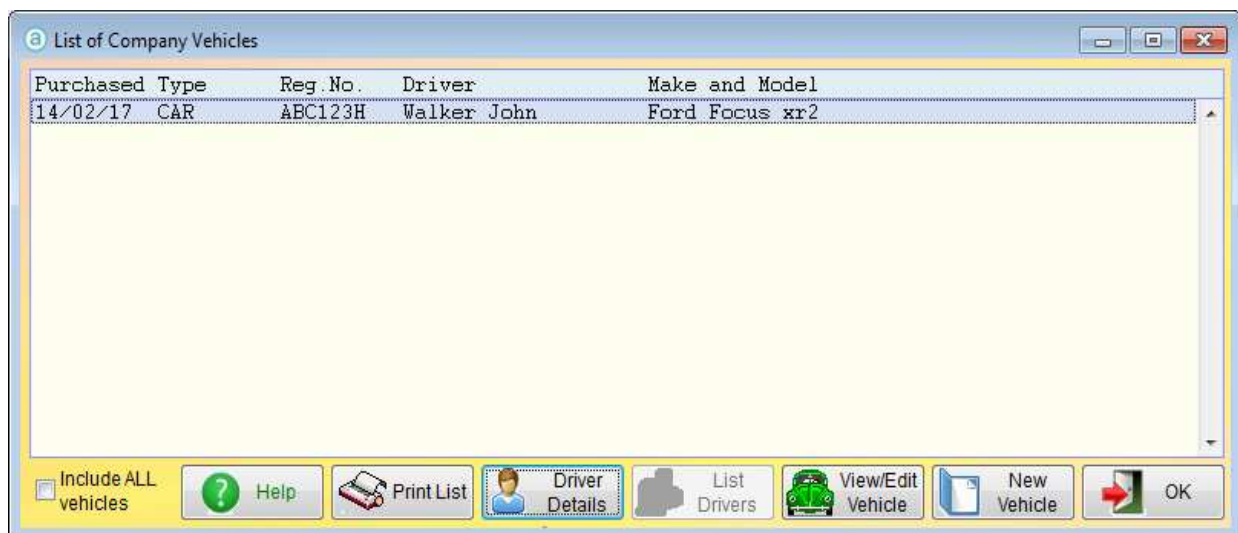 List of Company Vehicles
Purchased Type Reg.No. Driver Make and Model
14/02/17 CAR ABC123H Walker John Ford Focus xr2
Include ALL
vehicles
Help
Print List
Driver
Details
List
Drivers
View/Edit
Vehicle
New
Vehicle
OK